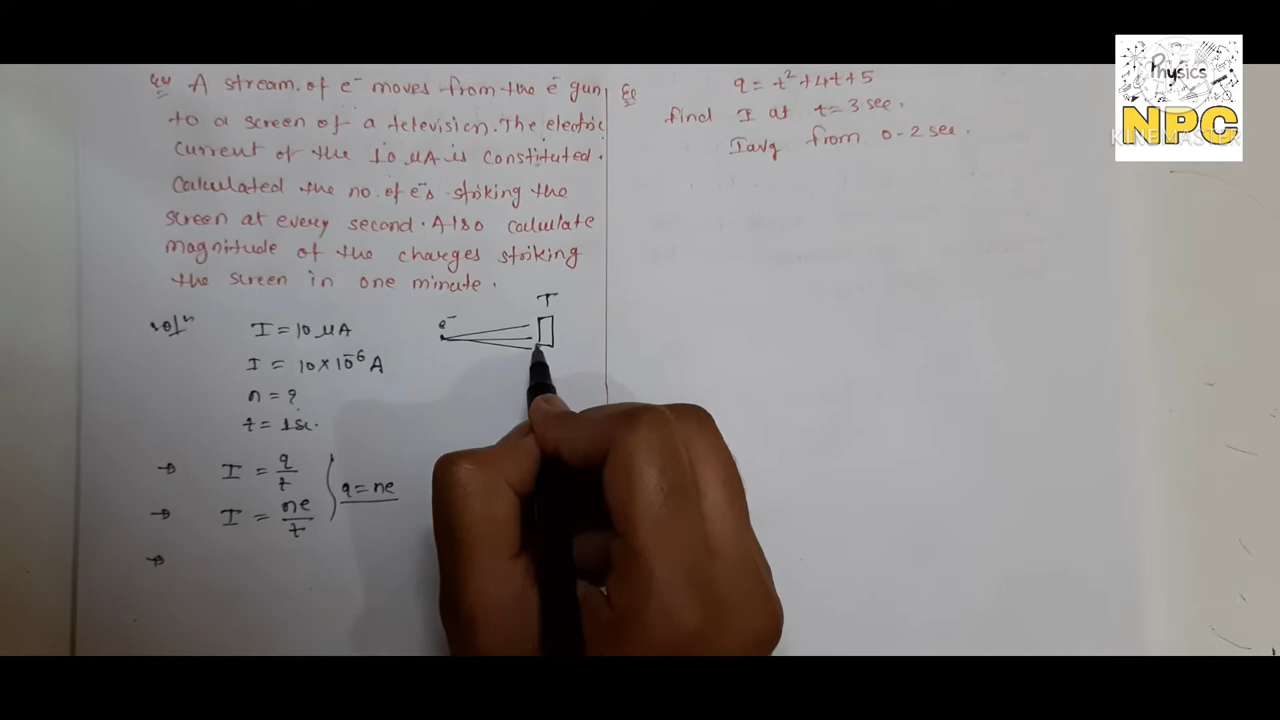 Ex A stream of e⁻ moves from the e⁻ gun
to a screen of a television. The electric
current of the 10 μA is constituted.
Calculated the no. of e⁻s striking the
screen at every second. Also calculate
magnitude of the charges striking
the screen in one minute.
Solⁿ
I = 10 μA
I = 10 × 10⁻⁶ A
n = ?
t = 1 sec.
→ I = q/t
→ I = ne/t } q = ne
→
e⁻
T
Ex q = t² + 4t + 5
find I at t = 3 sec.
Iavg from 0-2 sec.
Physics
NPC
KINEMASTER